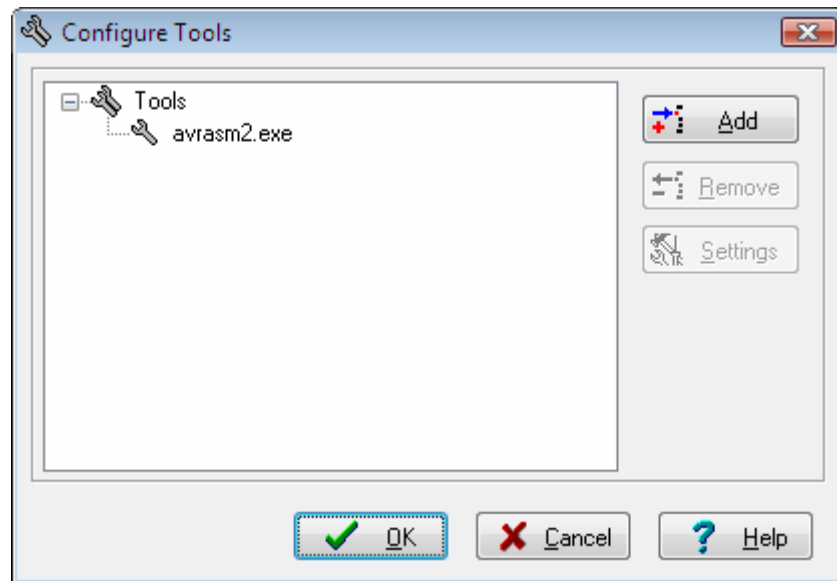 Configure Tools
Tools
avrasm2.exe
Add
Remove
Settings
OK
Cancel
Help